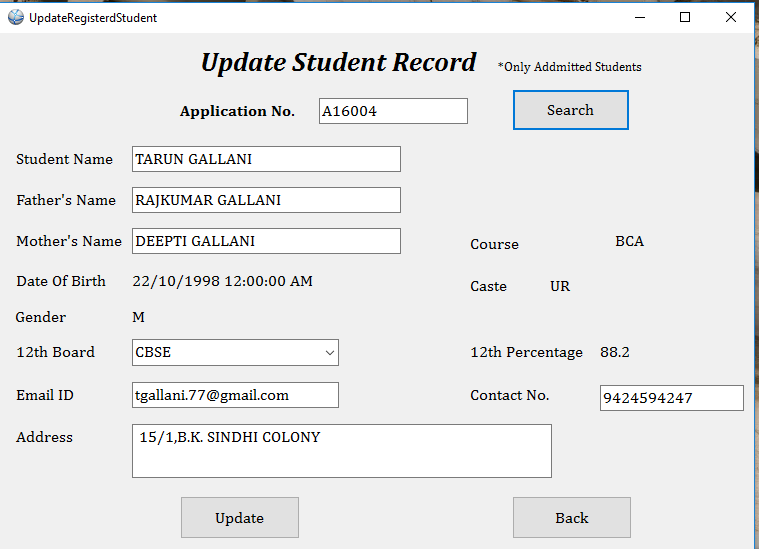 UpdateRegisterdStudent
Update Student Record *Only Addmitted Students
Application No. A16004 Search
Student Name TARUN GALLANI
Father's Name RAJKUMAR GALLANI
Mother's Name DEEPTI GALLANI Course BCA
Date Of Birth 22/10/1998 12:00:00 AM Caste UR
Gender M
12th Board CBSE 12th Percentage 88.2
Email ID tgallani.77@gmail.com Contact No. 9424594247
Address 15/1,B.K. SINDHI COLONY
Update Back